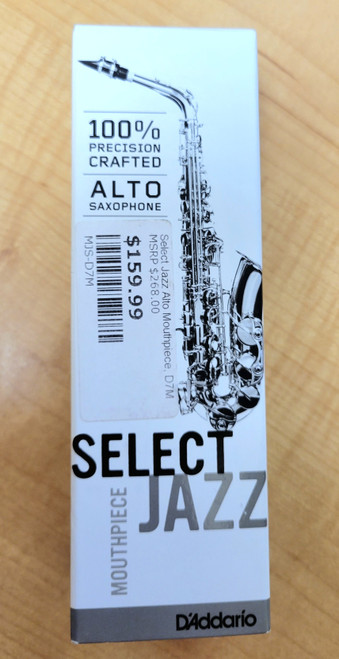 100%
PRECISION
CRAFTED
ALTO
SAXOPHONE
Select Jazz Alto Mouthpiece, D7M
MSRP $268.00
$159.99
MJS-D7M
SELECT
JAZZ
MOUTHPIECE
D'Addario